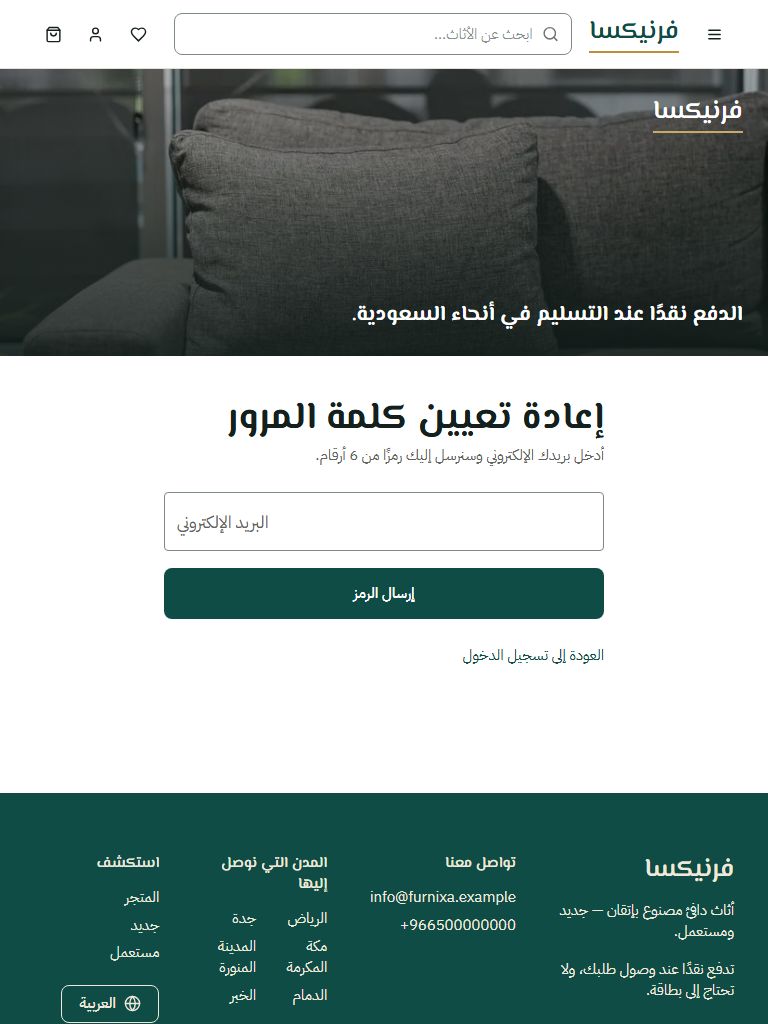 فرنيكسا
ابحث عن الأثاث...
فرنيكسا
الدفع نقدًا عند التسليم في أنحاء السعودية.
إعادة تعيين كلمة المرور
أدخل بريدك الإلكتروني وسنرسل إليك رمزًا من 6 أرقام.
البريد الإلكتروني
إرسال الرمز
العودة إلى تسجيل الدخول
فرنيكسا
أثاث دافئ مصنوع بإتقان — جديد
ومستعمل.
تدفع نقدًا عند وصول طلبك، ولا
تحتاج إلى بطاقة.
تواصل معنا
info@furnixa.example
+966500000000
المدن التي نوصل
إليها
الرياض
جدة
مكة
المكرمة
المدينة
المنورة
الدمام
الخبر
استكشف
المتجر
جديد
مستعمل
العربية